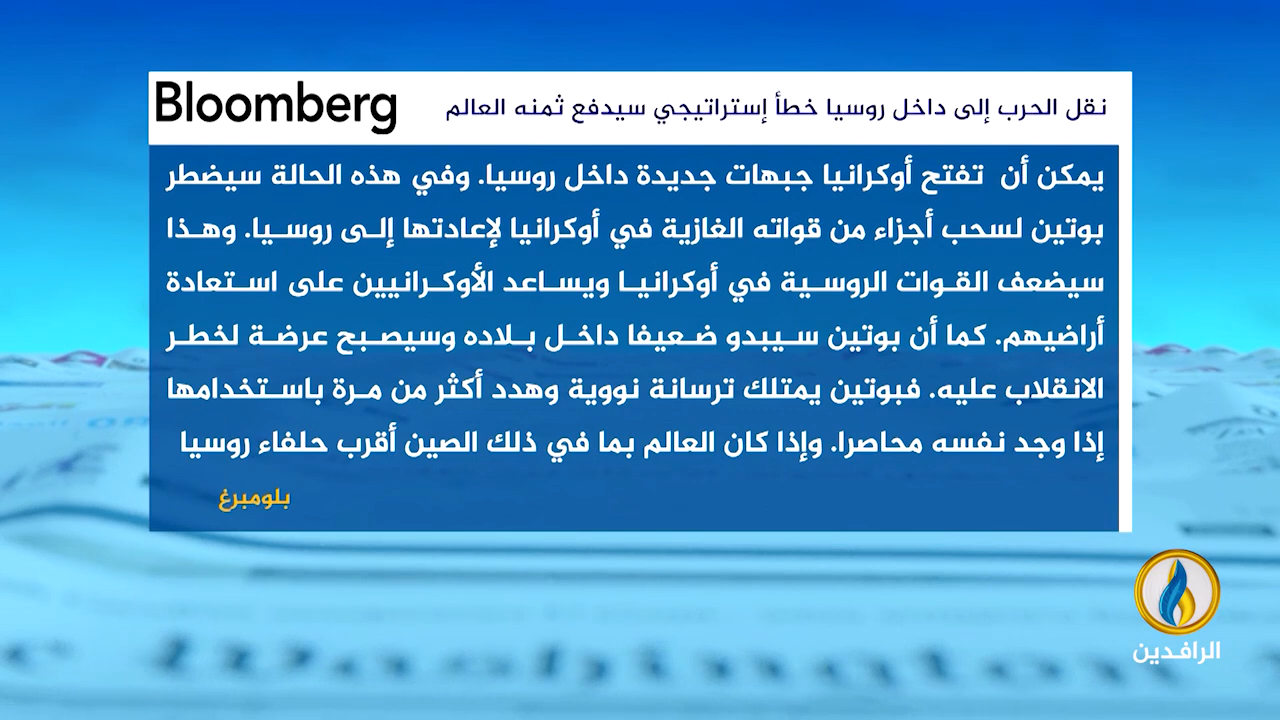 Bloomberg
نقل الحرب إلى داخل روسيا خطأ إستراتيجي سيدفع ثمنه العالم
يمكن أن تفتح أوكرانيا جبهات جديدة داخل روسيا. وفي هذه الحالة سيضطر
بوتين لسحب أجزاء من قواته الغازية في أوكرانيا لإعادتها إلى روسيا. وهذا
سيضعف القوات الروسية في أوكرانيا ويساعد الأوكرانيين على استعادة
أراضيهم. كما أن بوتين سيبدو ضعيفا داخل بلاده وسيصبح عرضة لخطر
الانقلاب عليه. فبوتين يمتلك ترسانة نووية وهدد أكثر من مرة باستخدامها
إذا وجد نفسه محاصرا. وإذا كان العالم بما في ذلك الصين أقرب حلفاء روسيا
بلومبرغ
الرافدين